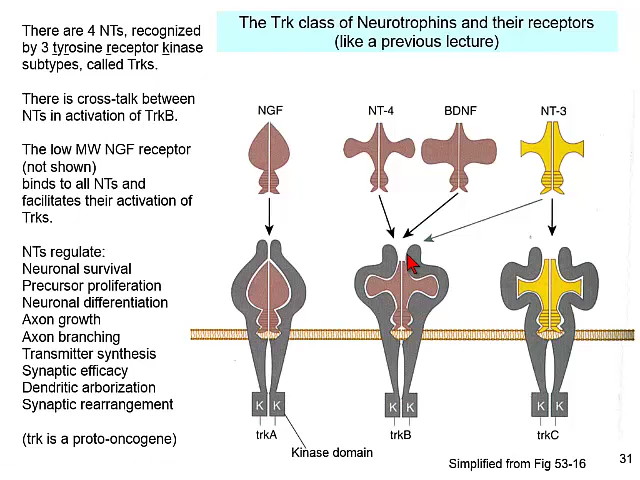 The Trk class of Neurotrophins and their receptors
(like a previous lecture)
There are 4 NTs, recognized
by 3 tyrosine receptor kinase
subtypes, called Trks.
There is cross-talk between
NTs in activation of TrkB.
The low MW NGF receptor
(not shown)
binds to all NTs and
facilitates their activation of
Trks.
NTs regulate:
Neuronal survival
Precursor proliferation
Neuronal differentiation
Axon growth
Axon branching
Transmitter synthesis
Synaptic efficacy
Dendritic arborization
Synaptic rearrangement
(trk is a proto-oncogene)
NGF
NT-4
BDNF
NT-3
K K
K K
K K
trkA
trkB
trkC
Kinase domain
Simplified from Fig 53-16
31